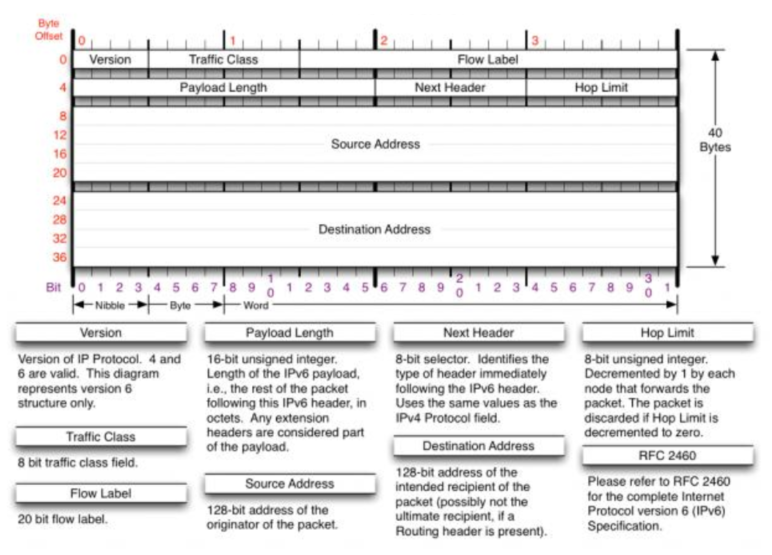 Byte
Offset
0 1 2 3
0 Version Traffic Class Flow Label
4 Payload Length Next Header Hop Limit
8
12
16
20
Source Address
24
28
32
36
Destination Address
40
Bytes
Bit 0 1 2 3 4 5 6 7 8 9 10 1 2 3 4 5 6 7 8 9 20 1 2 3 4 5 6 7 8 9 30 1
Nibble Byte Word
Version
Version of IP Protocol. 4 and
6 are valid. This diagram
represents version 6
structure only.
Traffic Class
8 bit traffic class field.
Flow Label
20 bit flow label.
Payload Length
16-bit unsigned integer.
Length of the IPv6 payload,
i.e., the rest of the packet
following this IPv6 header, in
octets. Any extension
headers are considered part
of the payload.
Source Address
128-bit address of the
originator of the packet.
Next Header
8-bit selector. Identifies the
type of header immediately
following the IPv6 header.
Uses the same values as the
IPv4 Protocol field.
Destination Address
128-bit address of the
intended recipient of the
packet (possibly not the
ultimate recipient, if a
Routing header is present).
Hop Limit
8-bit unsigned integer.
Decremented by 1 by each
node that forwards the
packet. The packet is
discarded if Hop Limit is
decremented to zero.
RFC 2460
Please refer to RFC 2460
for the complete Internet
Protocol version 6 (IPv6)
Specification.